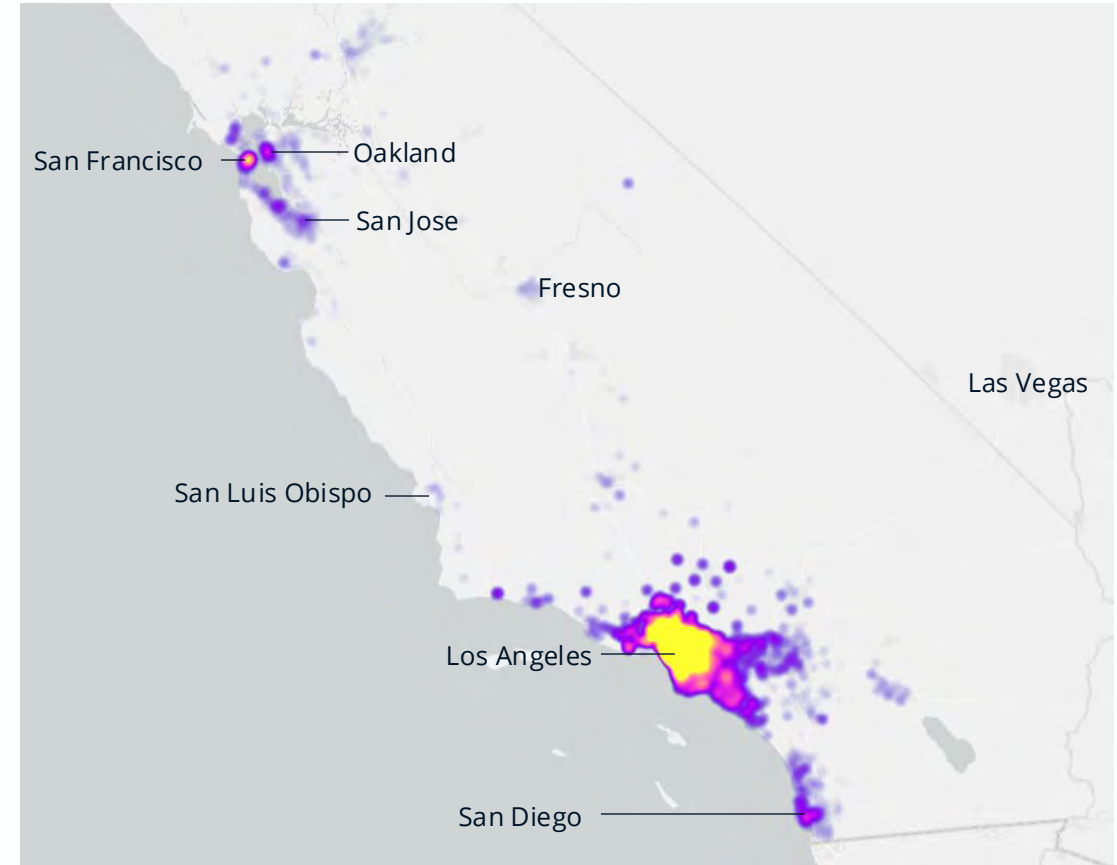 Oakland
San Francisco
San Jose
Fresno
Las Vegas
San Luis Obispo
Los Angeles
San Diego